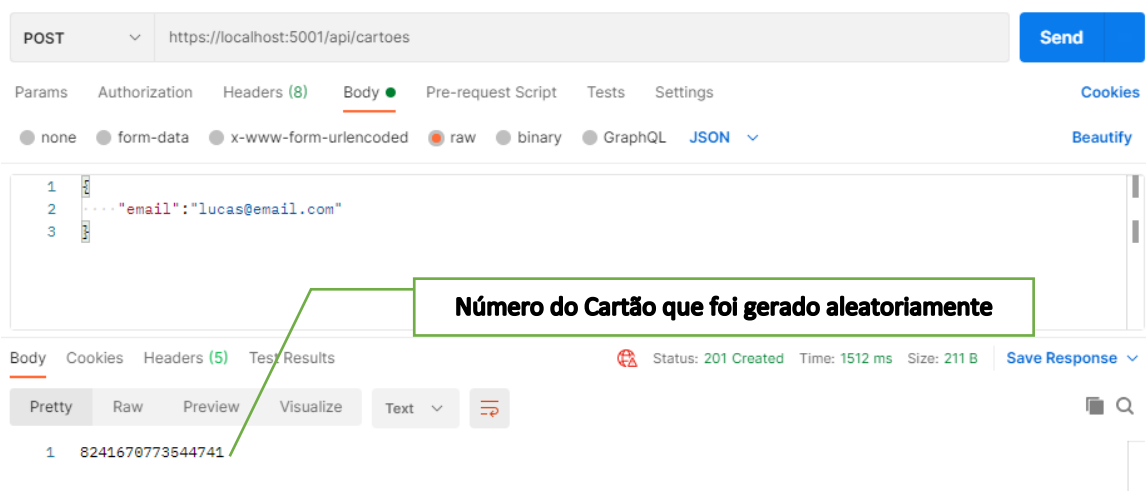 POST https://localhost:5001/api/cartoes Send
Params Authorization Headers (8) Body Pre-request Script Tests Settings Cookies
none form-data x-www-form-urlencoded raw binary GraphQL JSON Beautify
1 {
2 ····"email":"lucas@email.com"
3 }
Número do Cartão que foi gerado aleatoriamente
Body Cookies Headers (5) Test Results Status: 201 Created Time: 1512 ms Size: 211 B Save Response
Pretty Raw Preview Visualize Text
1 8241670773544741